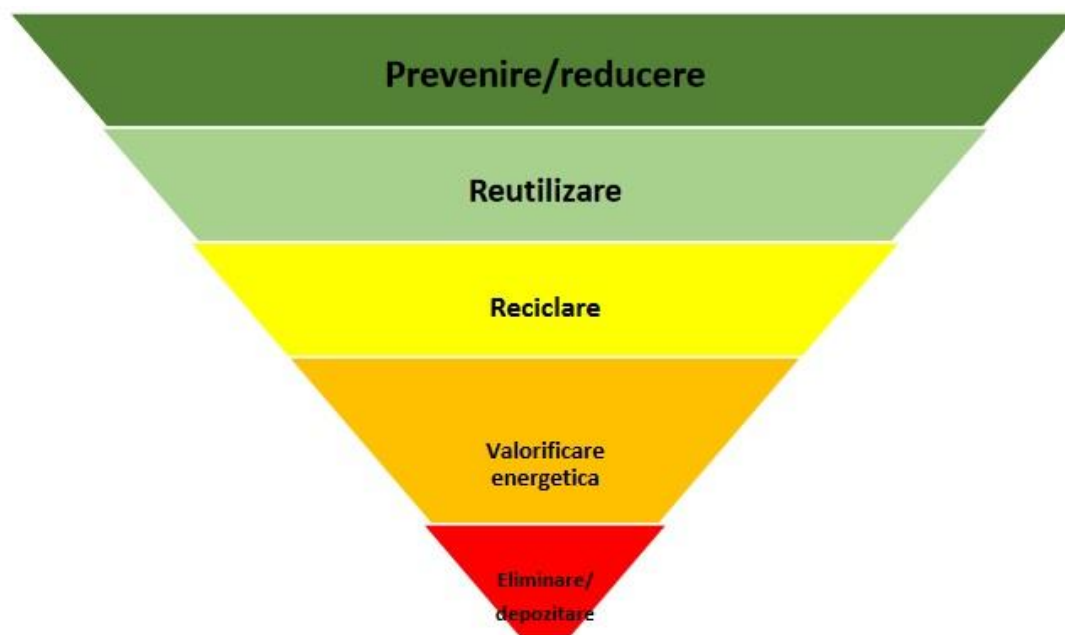 Prevenire/reducere
Reutilizare
Reciclare
Valorificare
energetica
Eliminare/
depozitare